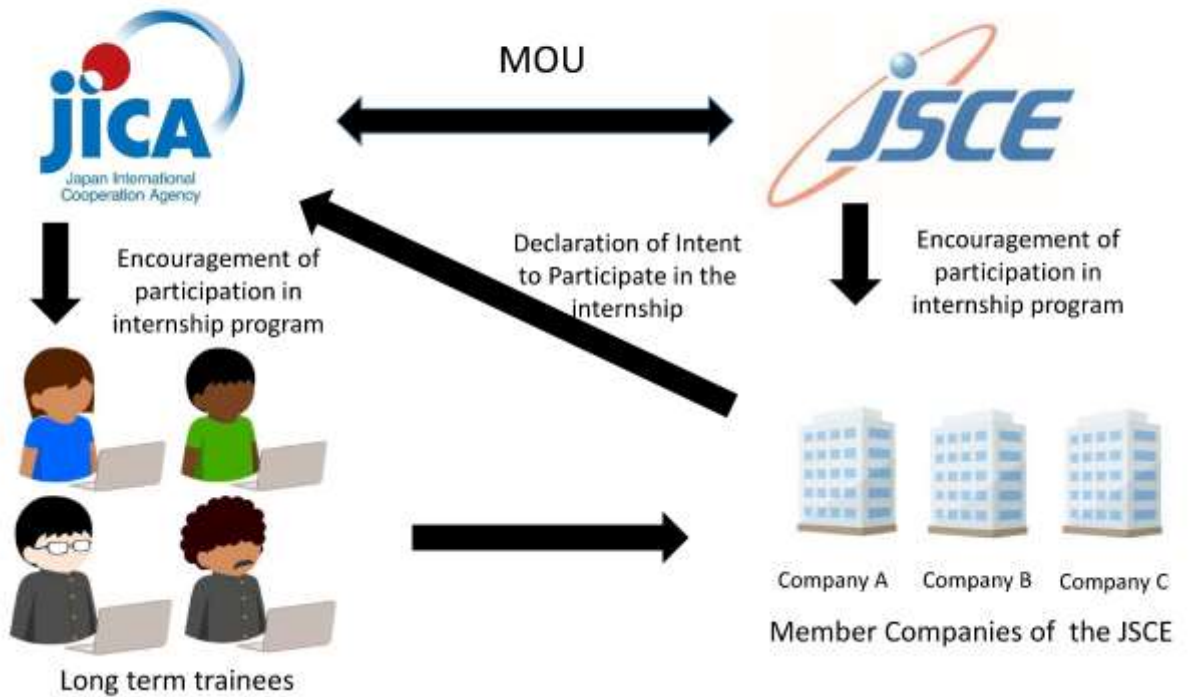 jICA
Japan International
Cooperation Agency
MOU
JSCE
Encouragement of
participation in
internship program
Declaration of Intent
to Participate in the
internship
Encouragement of
participation in
internship program
Long term trainees
Company A
Company B
Company C
Member Companies of the JSCE